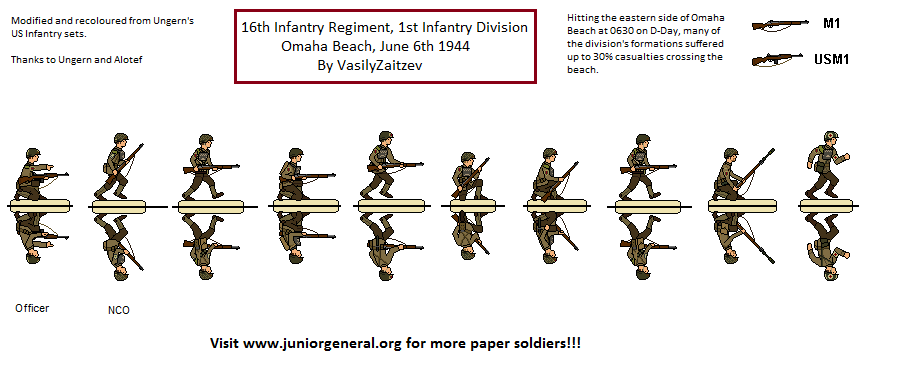 Modified and recoloured from Ungern's
US Infantry sets.
Thanks to Ungern and Alotef
16th Infantry Regiment, 1st Infantry Division
Omaha Beach, June 6th 1944
By VasilyZaitzev
Hitting the eastern side of Omaha
Beach at 0630 on D-Day, many of
the division's formations suffered
up to 30% casualties crossing the
beach.
M1
USM1
Officer
NCO
Visit www.juniorgeneral.org for more paper soldiers!!!